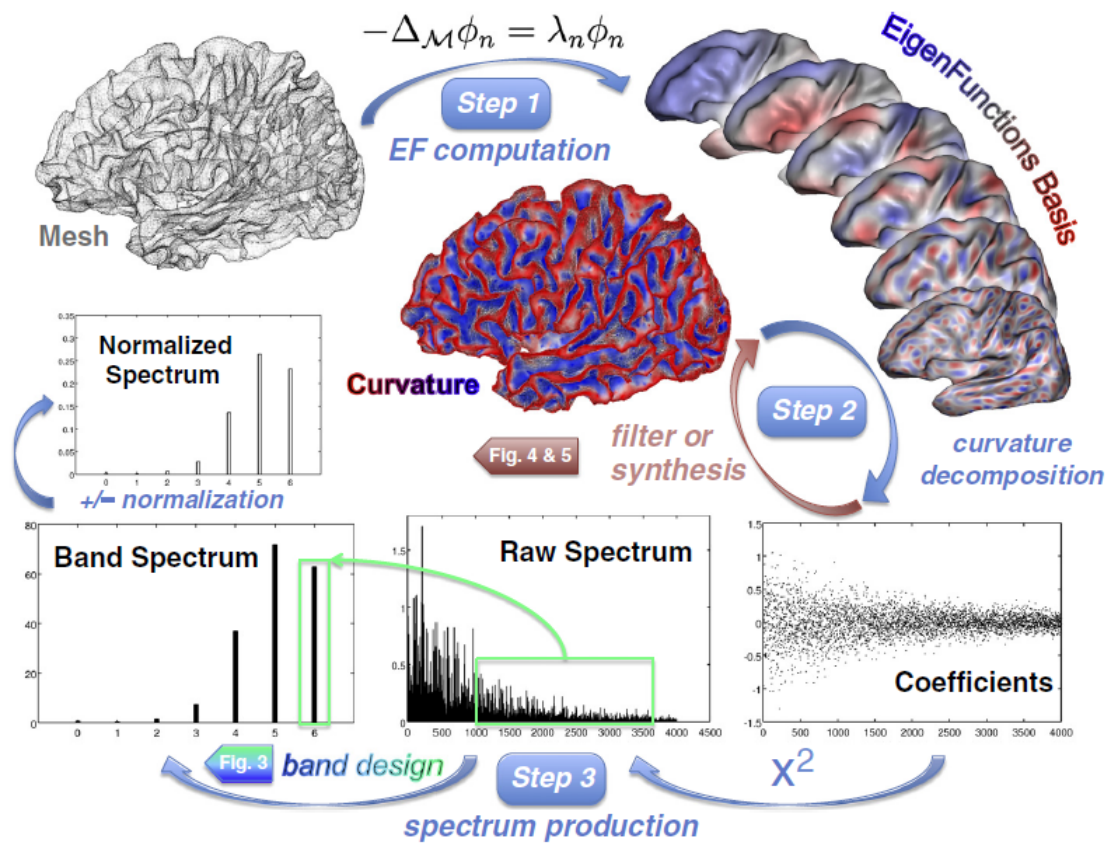 -Δ_M ϕ_n = λ_n ϕ_n
Step 1
EF computation
EigenFunctions Basis
Mesh
Curvature
Normalized
Spectrum
0.35
0.3
0.25
0.2
0.15
0.1
0.05
0
0 1 2 3 4 5 6
+/− normalization
Fig. 4 & 5
filter or
synthesis
Step 2
curvature
decomposition
Band Spectrum
80
60
40
20
0
0 1 2 3 4 5 6
Raw Spectrum
1.5
1
0.5
0
0 500 1000 1500 2000 2500 3000 3500 4000 4500
Coefficients
1.5
1
0.5
0
-0.5
-1
-1.5
0 500 1000 1500 2000 2500 3000 3500 4000
Fig. 3
band design
Step 3
x²
spectrum production